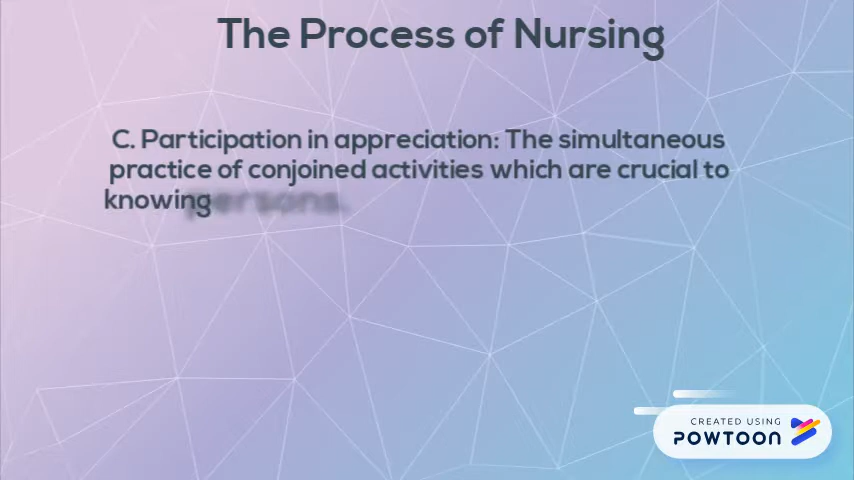 The Process of Nursing
C. Participation in appreciation: The simultaneous
practice of conjoined activities which are crucial to
knowing persons.
CREATED USING
POWTOON